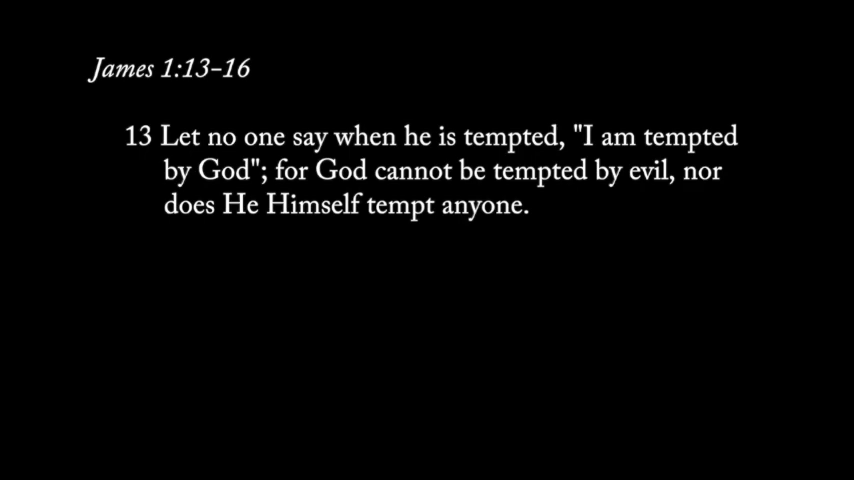 James 1:13-16
13 Let no one say when he is tempted, "I am tempted
by God"; for God cannot be tempted by evil, nor
does He Himself tempt anyone.